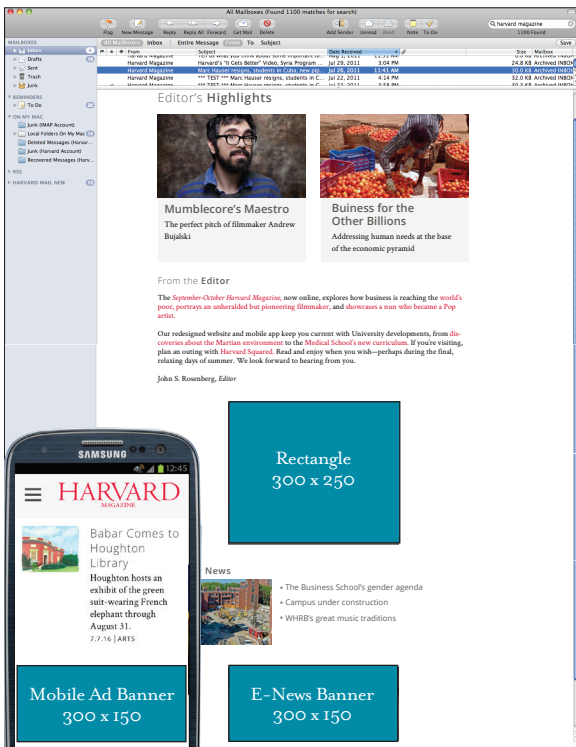 All Mailboxes (Found 1100 matches for search)
harvard magazine
Flag New Message Reply Reply All Forward Get Mail Delete Add Sender Unread Read Note To Do 1100 Found
MAILBOXES
Inbox
Drafts
Sent
Trash
Junk
REMINDERS
To Do
ON MY MAC
Junk (IMAP Account)
Local Folders On My Mac
Deleted Messages (Harvar...
Junk (Harvard Account)
Recovered Messages (Harv...
RSS
HARVARD MAIL NEW
All Mailboxes Inbox Entire Message From To Subject Save
From Subject Date Received Size Mailbox
Harvard Magazine Harvard's "It Gets Better" Video, Syria Program ... Jul 29, 2011 3:04 PM 24.8 KB Archived INBOX
Harvard Magazine Marc Hauser resigns, students in Cuba, new pip... Jul 26, 2011 11:41 AM 30.0 KB Archived INBOX
Harvard Magazine *** TEST *** Marc Hauser resigns, students in C... Jul 22, 2011 4:14 PM 32.0 KB Archived INBOX
Editor's Highlights
Mumblecore's Maestro
The perfect pitch of filmmaker Andrew
Bujalski
Buiness for the
Other Billions
Addressing human needs at the base
of the economic pyramid
From the Editor
The September-October Harvard Magazine, now online, explores how business is reaching the world's
poor, portrays an unheralded but pioneering filmmaker, and showcases a nun who became a Pop
artist.
Our redesigned website and mobile app keep you current with University developments, from dis-
coveries about the Martian environment to the Medical School's new curriculum. If you're visiting,
plan an outing with Harvard Squared. Read and enjoy when you wish—perhaps during the final,
relaxing days of summer. We look forward to hearing from you.
John S. Rosenberg, Editor
Rectangle
300 x 250
SAMSUNG
12:45
HARVARD
MAGAZINE
Babar Comes to
Houghton
Library
Houghton hosts an
exhibit of the green
suit-wearing French
elephant through
August 31.
7.7.16 | ARTS
News
• The Business School's gender agenda
• Campus under construction
• WHRB's great music traditions
Mobile Ad Banner
300 x 150
E-News Banner
300 x 150